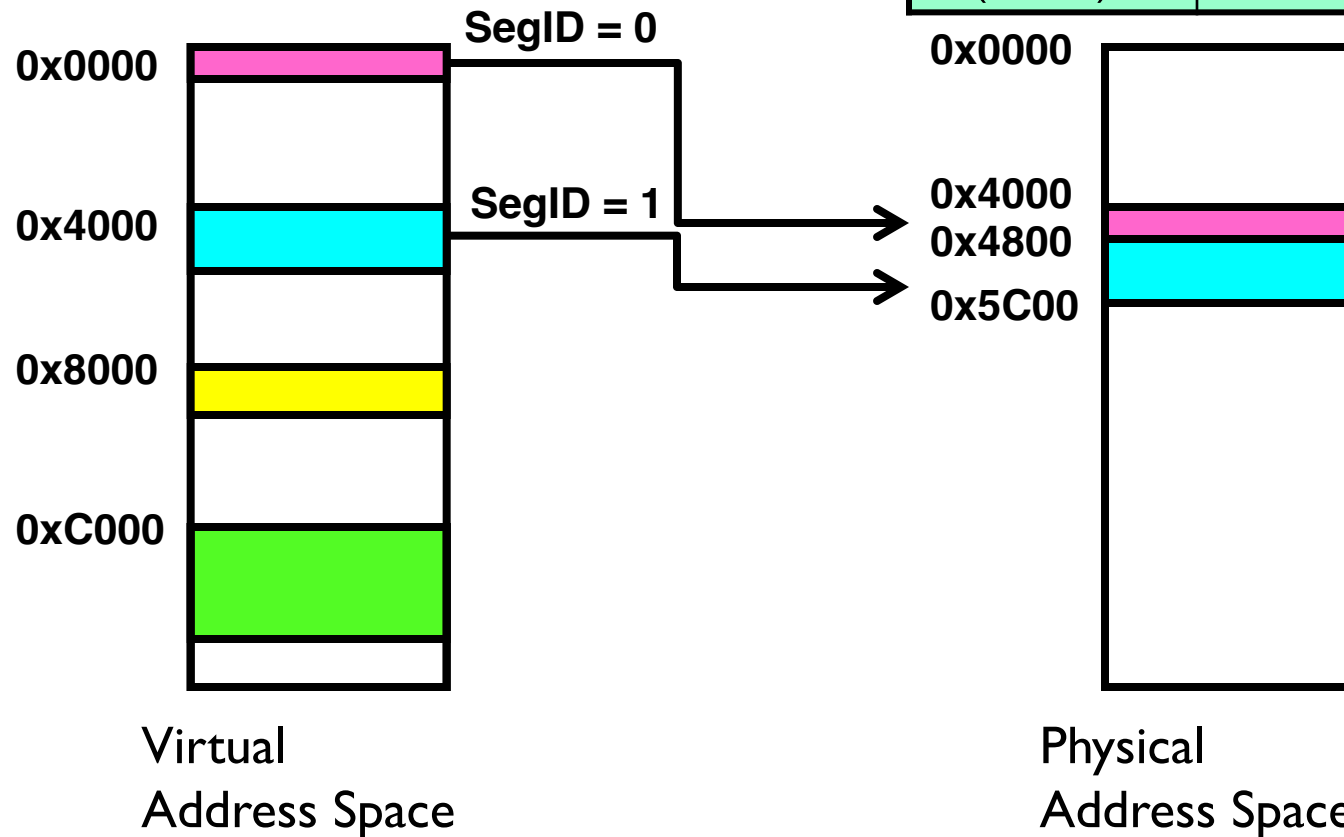 SegID = 0
0x0000
0x0000
0x4000
SegID = 1
0x4000
0x4800
0x5C00
0x8000
0xC000
Virtual
Address Space
Physical
Address Space